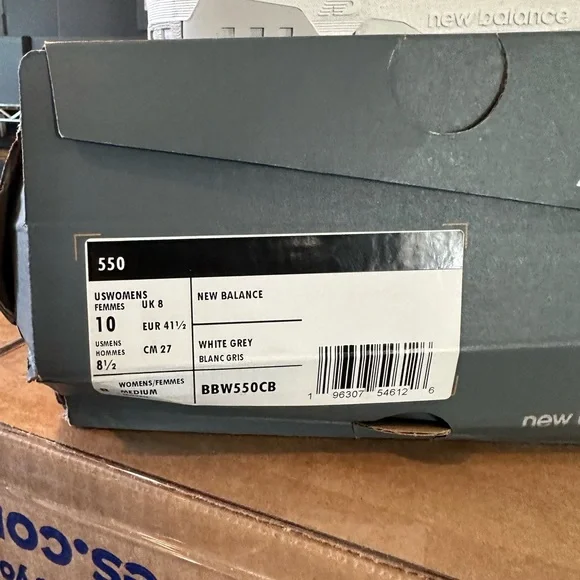 new balance
550
USWOMENS
FEMMES
10
USMENS
HOMMES
8½
UK 8
EUR 41½
CM 27
NEW BALANCE
WHITE GREY
BLANC GRIS
WOMENS/FEMMES
MEDIUM
BBW550CB
1 96307 54612 6
new